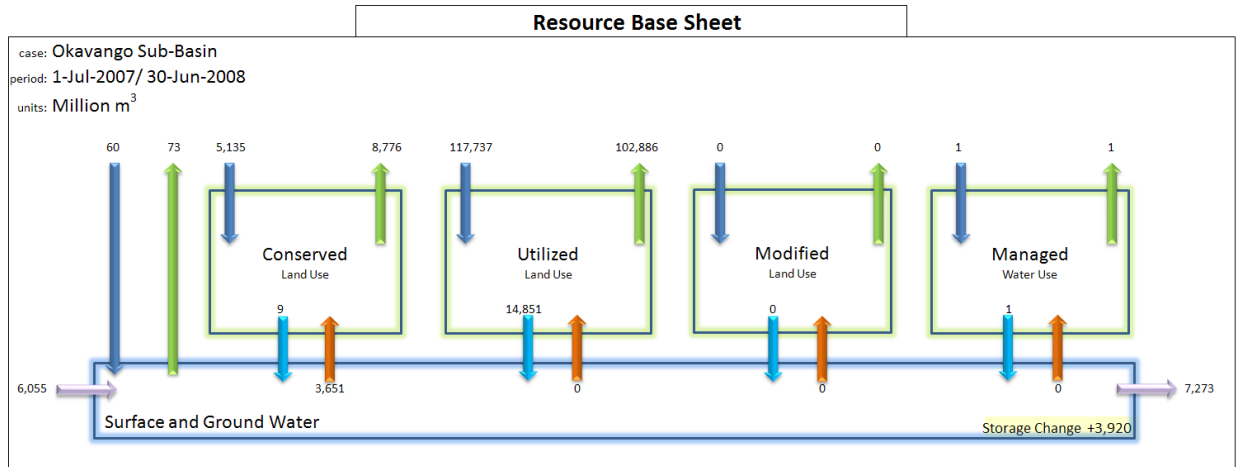 Resource Base Sheet
case: Okavango Sub-Basin
period: 1-Jul-2007/ 30-Jun-2008
units: Million m³
60 73 5,135 8,776 117,737 102,886 0 0 1 1
Conserved Utilized Modified Managed
Land Use Land Use Land Use Water Use
9 14,851 0 1
6,055 3,651 0 0 0 7,273
Surface and Ground Water Storage Change +3,920